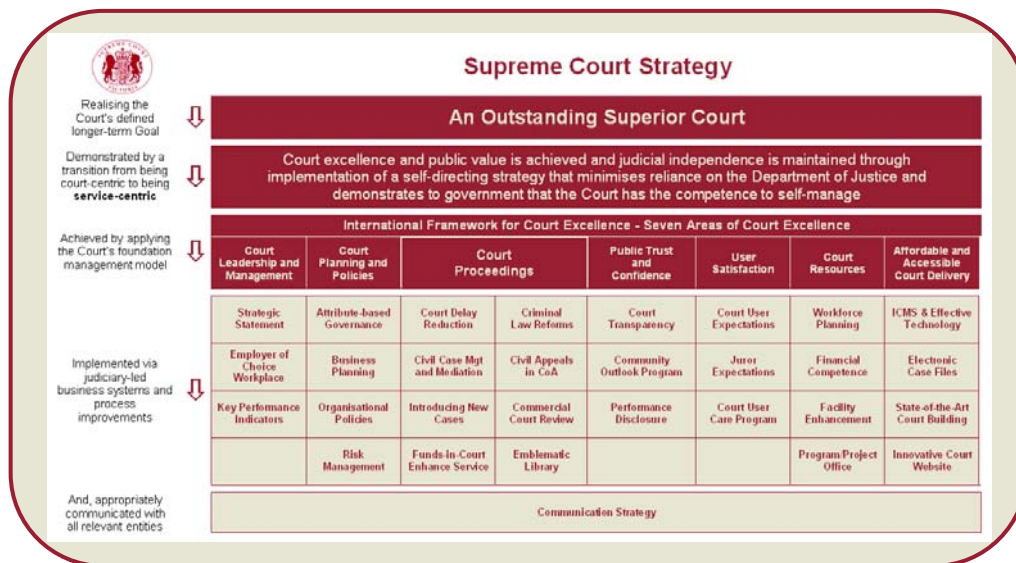 SUPREME COURT
VICTORIA
Supreme Court Strategy
Realising the
Court's defined
longer-term Goal
An Outstanding Superior Court
Demonstrated by a
transition from being
court-centric to being
service-centric
Court excellence and public value is achieved and judicial independence is maintained through
implementation of a self-directing strategy that minimises reliance on the Department of Justice and
demonstrates to government that the Court has the competence to self-manage
Achieved by applying
the Court's foundation
management model
International Framework for Court Excellence - Seven Areas of Court Excellence
Court
Leadership and
Management
Court
Planning and
Policies
Court
Proceedings
Public Trust
and
Confidence
User
Satisfaction
Court
Resources
Affordable and
Accessible
Court Delivery
Implemented via
judiciary-led
business systems and
process
improvements
Strategic
Statement
Attribute-based
Governance
Court Delay
Reduction
Criminal
Law Reforms
Court
Transparency
Court User
Expectations
Workforce
Planning
ICMS & Effective
Technology
Employer of
Choice
Workplace
Business
Planning
Civil Case Mgt
and Mediation
Civil Appeals
in CoA
Community
Outlook Program
Juror
Expectations
Financial
Competence
Electronic
Case Files
Key Performance
Indicators
Organisational
Policies
Introducing New
Cases
Commercial
Court Review
Performance
Disclosure
Court User
Care Program
Facility
Enhancement
State-of-the-Art
Court Building
Risk
Management
Funds-in-Court
Enhance Service
Emblematic
Library
Program/Project
Office
Innovative Court
Website
And, appropriately
communicated with
all relevant entities
Communication Strategy